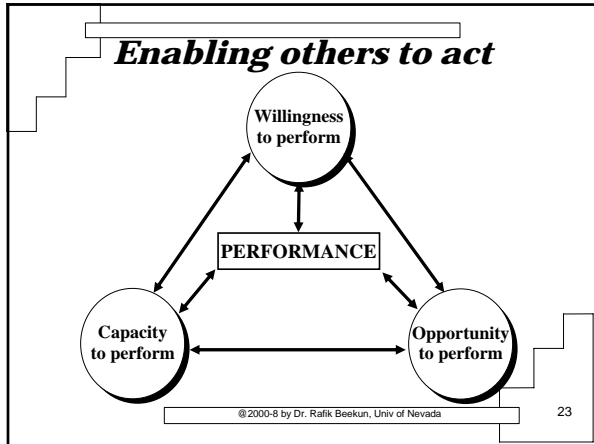 Enabling others to act
Willingness
to perform
PERFORMANCE
Capacity
to perform
Opportunity
to perform
@2000-8 by Dr. Rafik Beekun, Univ of Nevada
23